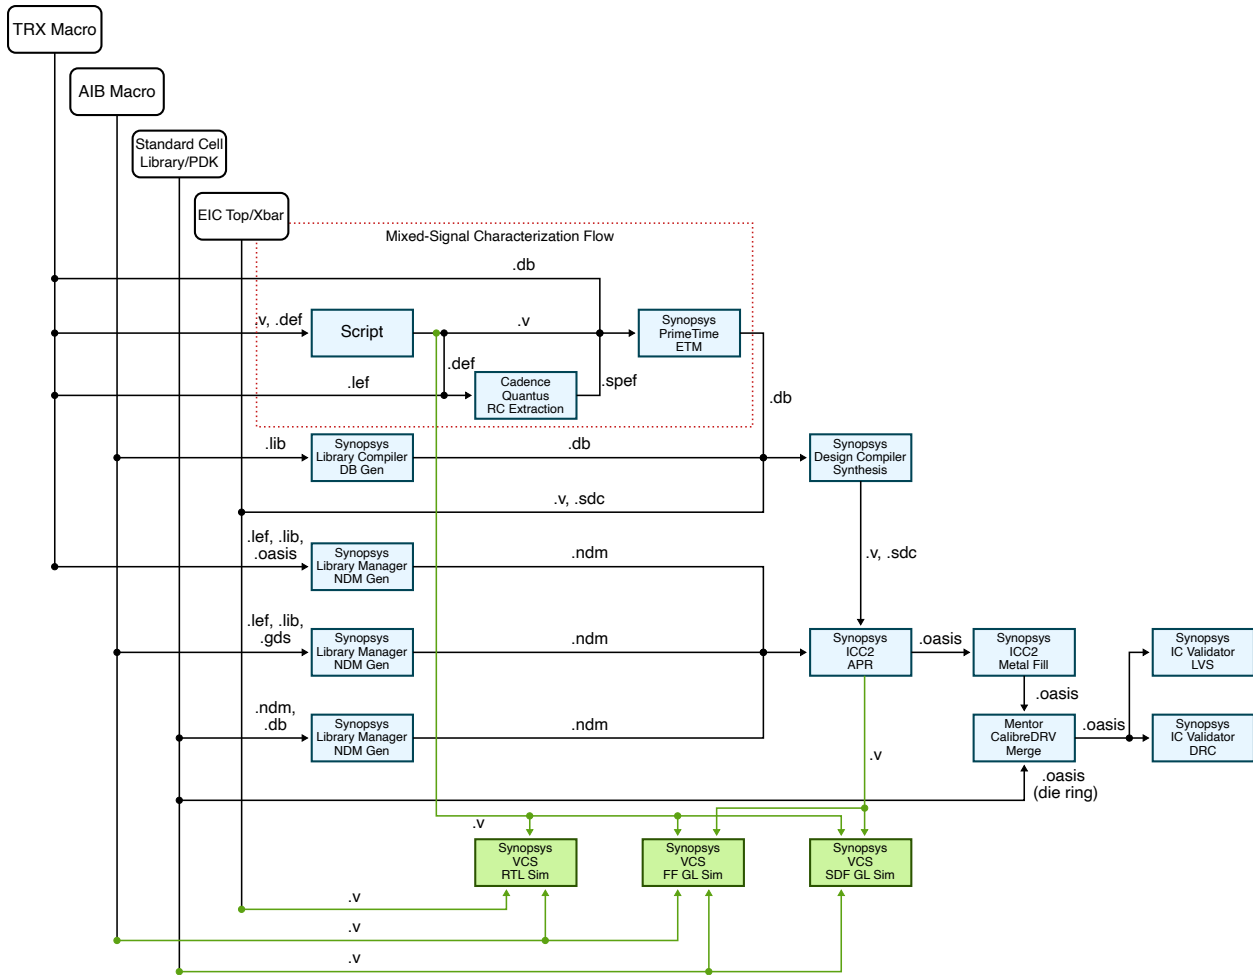 TRX Macro
AIB Macro
Standard Cell
Library/PDK
EIC Top/Xbar
Mixed-Signal Characterization Flow
.db
.v, .def
Script
.v
Synopsys
PrimeTime
ETM
.def
.lef
Cadence
Quantus
RC Extraction
.spef
.db
.lib
Synopsys
Library Compiler
DB Gen
.db
Synopsys
Design Compiler
Synthesis
.v, .sdc
.lef, .lib,
.oasis
Synopsys
Library Manager
NDM Gen
.ndm
.v, .sdc
.lef, .lib,
.gds
Synopsys
Library Manager
NDM Gen
.ndm
Synopsys
ICC2
APR
.oasis
Synopsys
ICC2
Metal Fill
Synopsys
IC Validator
LVS
.oasis
.ndm,
.db
Synopsys
Library Manager
NDM Gen
.ndm
Mentor
CalibreDRV
Merge
.oasis
Synopsys
IC Validator
DRC
.v
.oasis
(die ring)
.v
Synopsys
VCS
RTL Sim
Synopsys
VCS
FF GL Sim
Synopsys
VCS
SDF GL Sim
.v
.v
.v